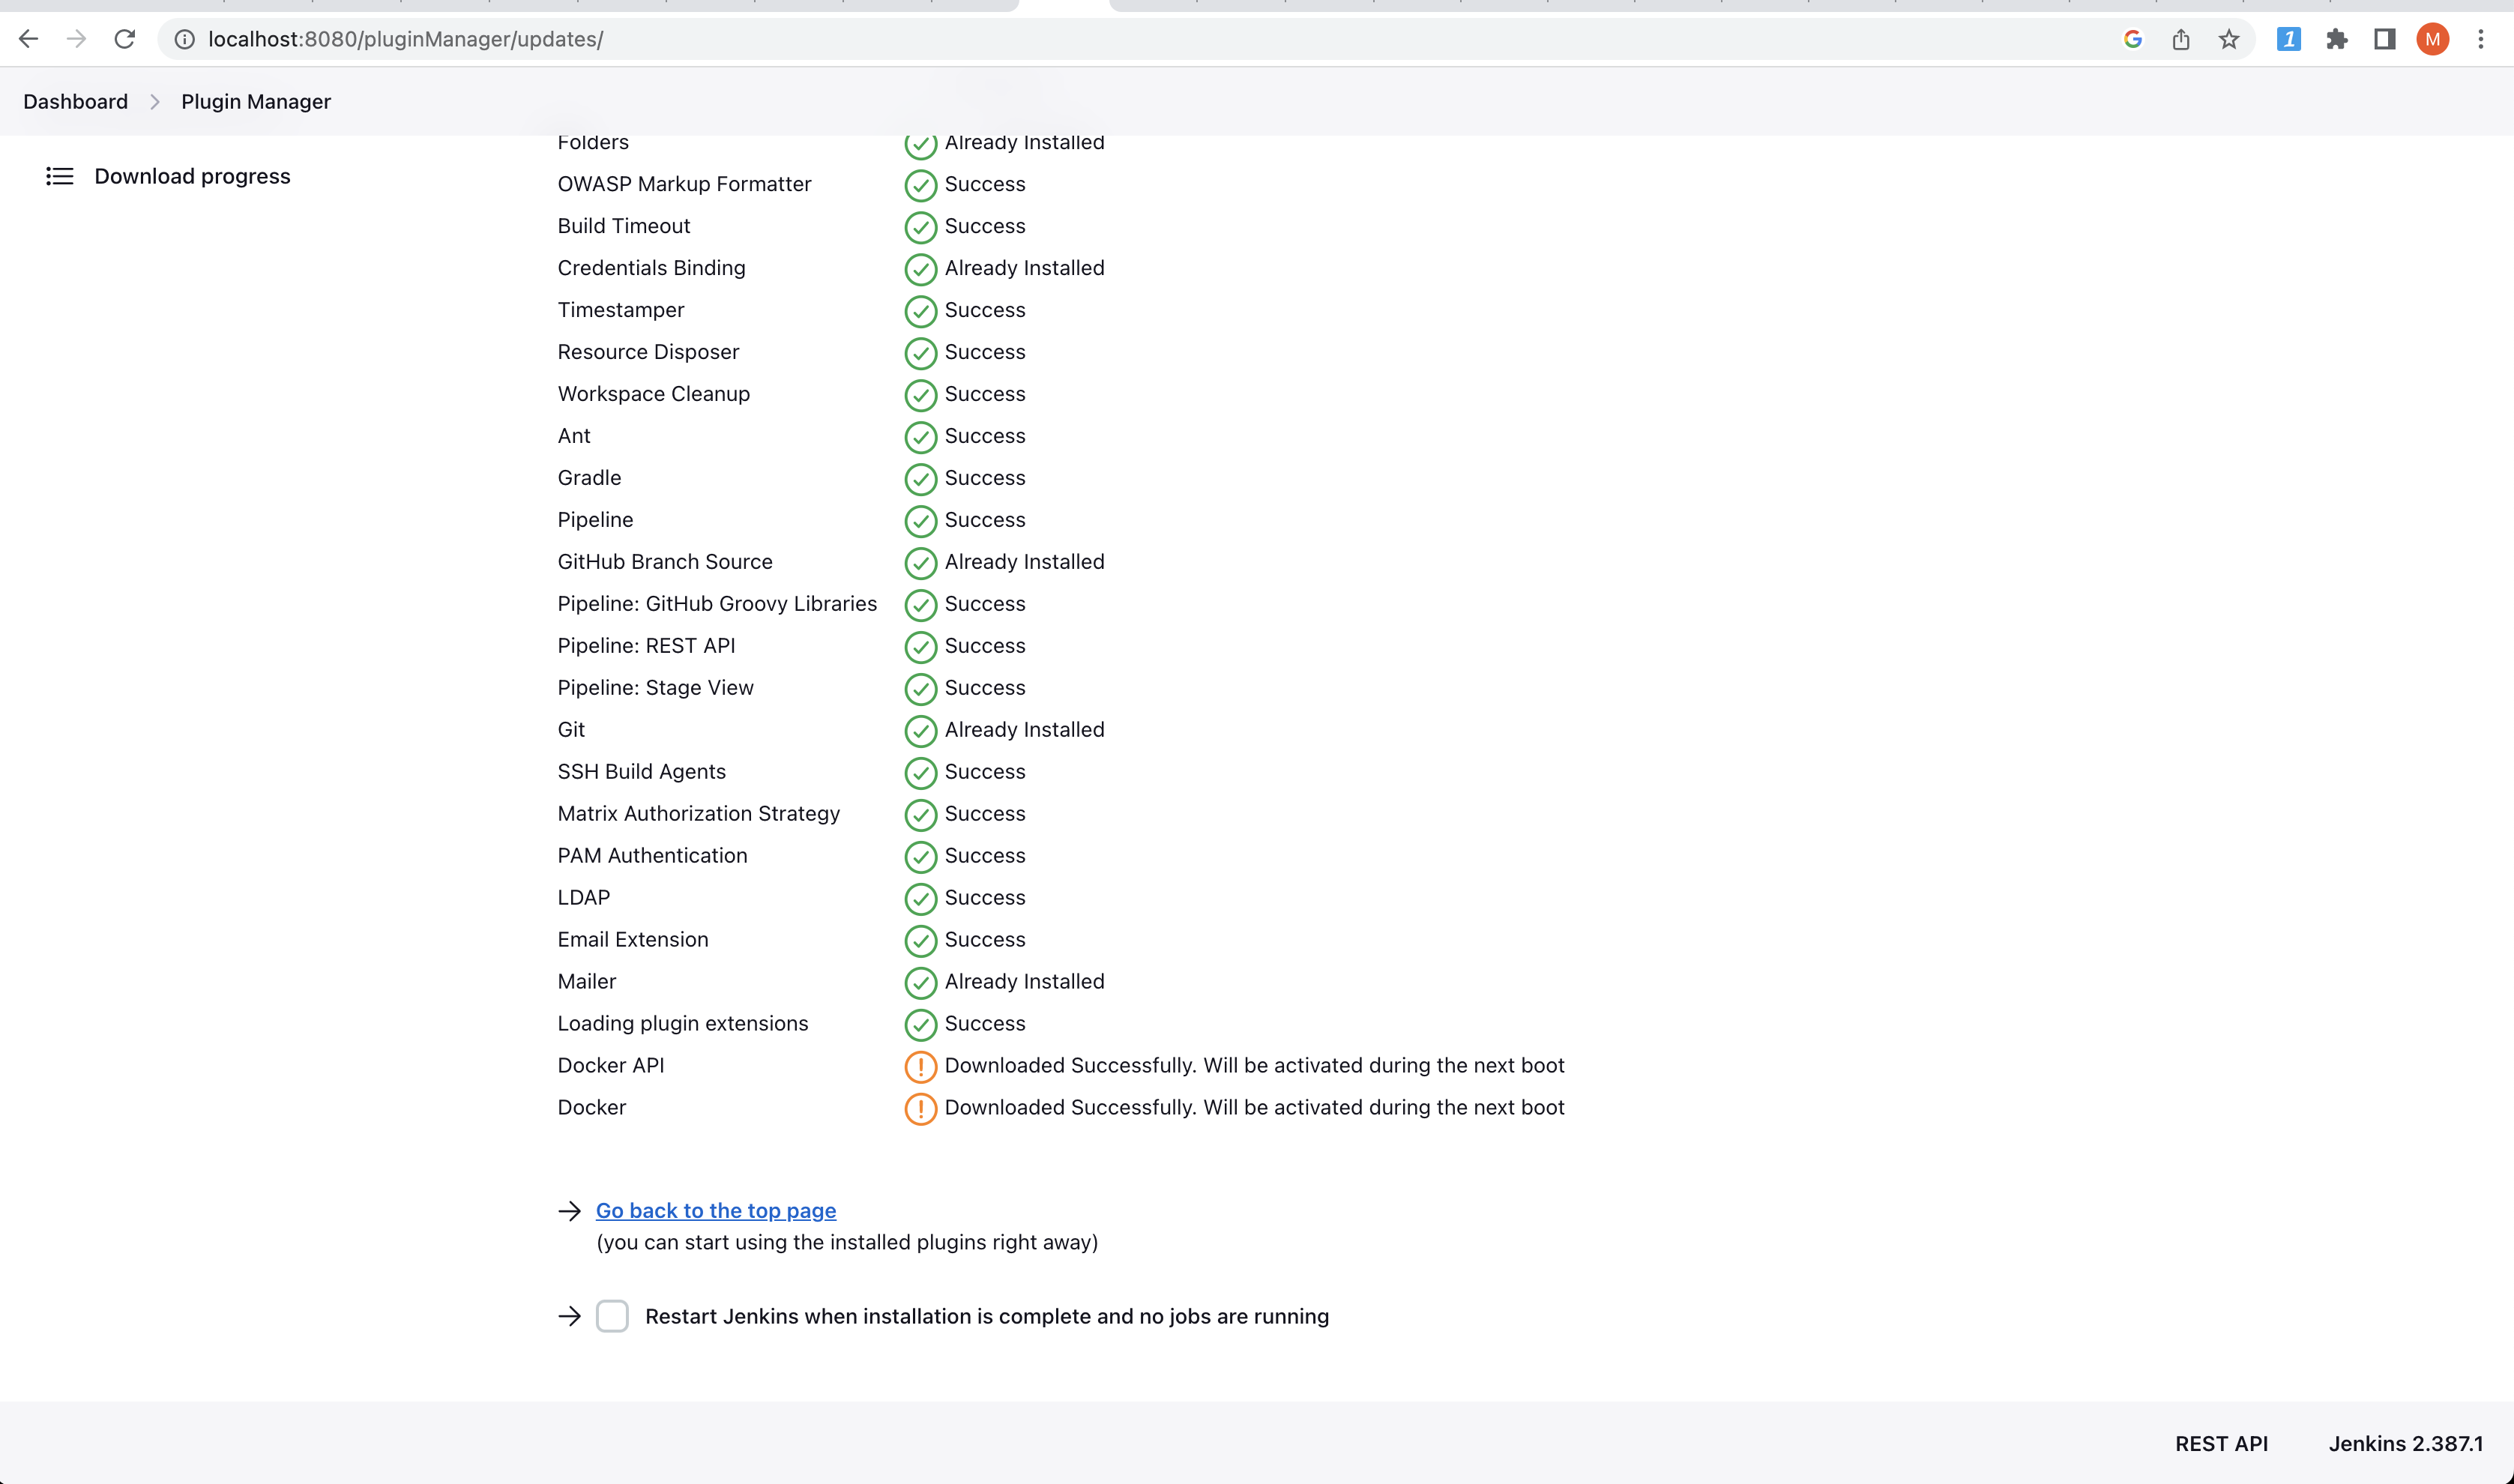 localhost:8080/pluginManager/updates/
1
M
Dashboard
Plugin Manager
Download progress
Folders Already Installed
OWASP Markup Formatter Success
Build Timeout Success
Credentials Binding Already Installed
Timestamper Success
Resource Disposer Success
Workspace Cleanup Success
Ant Success
Gradle Success
Pipeline Success
GitHub Branch Source Already Installed
Pipeline: GitHub Groovy Libraries Success
Pipeline: REST API Success
Pipeline: Stage View Success
Git Already Installed
SSH Build Agents Success
Matrix Authorization Strategy Success
PAM Authentication Success
LDAP Success
Email Extension Success
Mailer Already Installed
Loading plugin extensions Success
Docker API Downloaded Successfully. Will be activated during the next boot
Docker Downloaded Successfully. Will be activated during the next boot
Go back to the top page
(you can start using the installed plugins right away)
Restart Jenkins when installation is complete and no jobs are running
REST API
Jenkins 2.387.1